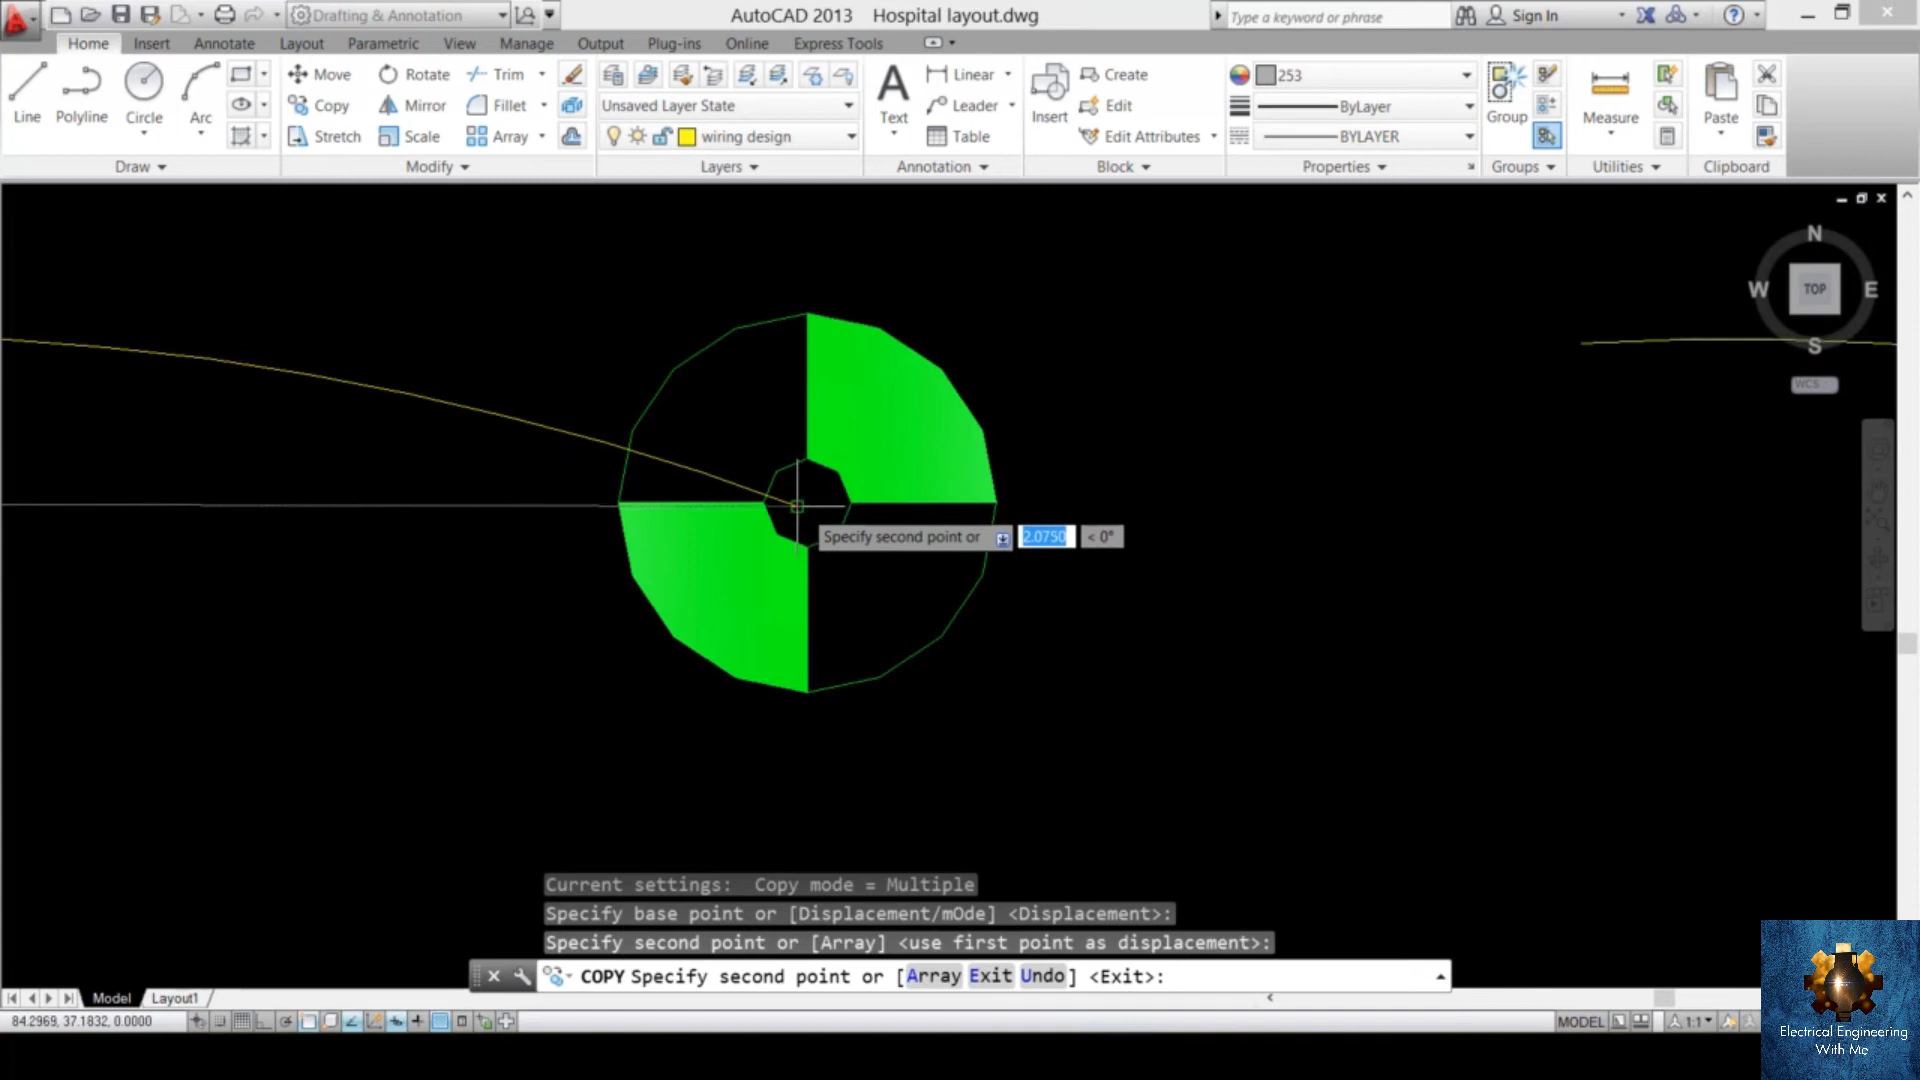 Drafting & Annotation
AutoCAD 2013 Hospital layout.dwg
Type a keyword or phrase
Sign In
Home Insert Annotate Layout Parametric View Manage Output Plug-ins Online Express Tools
Line Polyline Circle Arc
Move Rotate Trim
Copy Mirror Fillet
Stretch Scale Array
Unsaved Layer State
wiring design
A
Text
Linear
Leader
Table
Insert
Create
Edit
Edit Attributes
253
ByLayer
BYLAYER
Group
Measure
Paste
Draw Modify Layers Annotation Block Properties Groups Utilities Clipboard
N
W TOP E
S
WCS
Specify second point or 2.0750 < 0°
Current settings: Copy mode = Multiple
Specify base point or [Displacement/mOde] <Displacement>:
Specify second point or [Array] <use first point as displacement>:
COPY Specify second point or [Array Exit Undo] <Exit>:
Model Layout1
84.2969, 37.1832, 0.0000
MODEL
1:1
Electrical Engineering
With Me